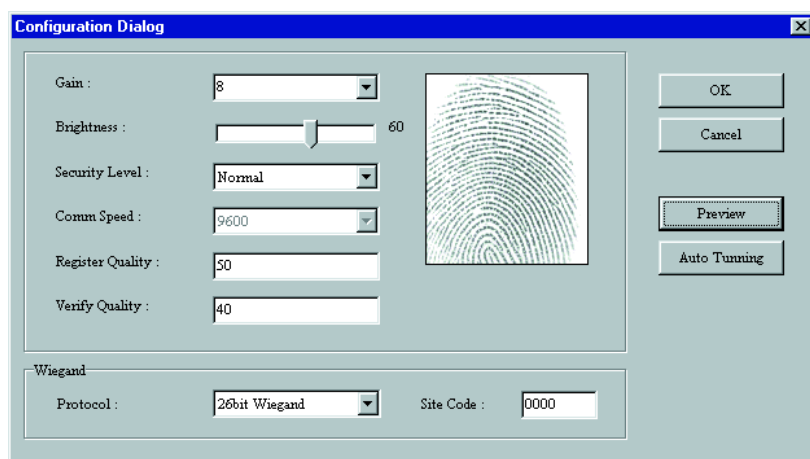 Configuration Dialog
Gain :
8
Brightness :
60
Security Level :
Normal
Comm Speed :
9600
Register Quality :
50
Verify Quality :
40
OK
Cancel
Preview
Auto Tunning
Wiegand
Protocol :
26bit Wiegand
Site Code :
0000